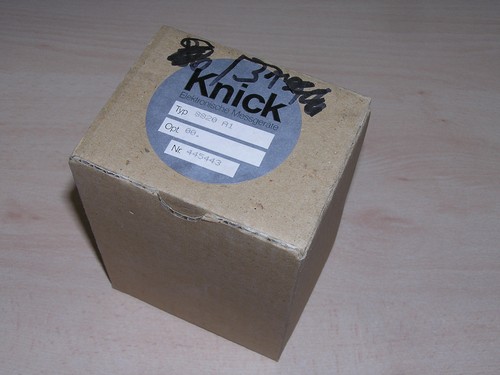 Knick
Elektronische Messgeräte
Typ 8820 A1
Opt 00.
Nr. 445443